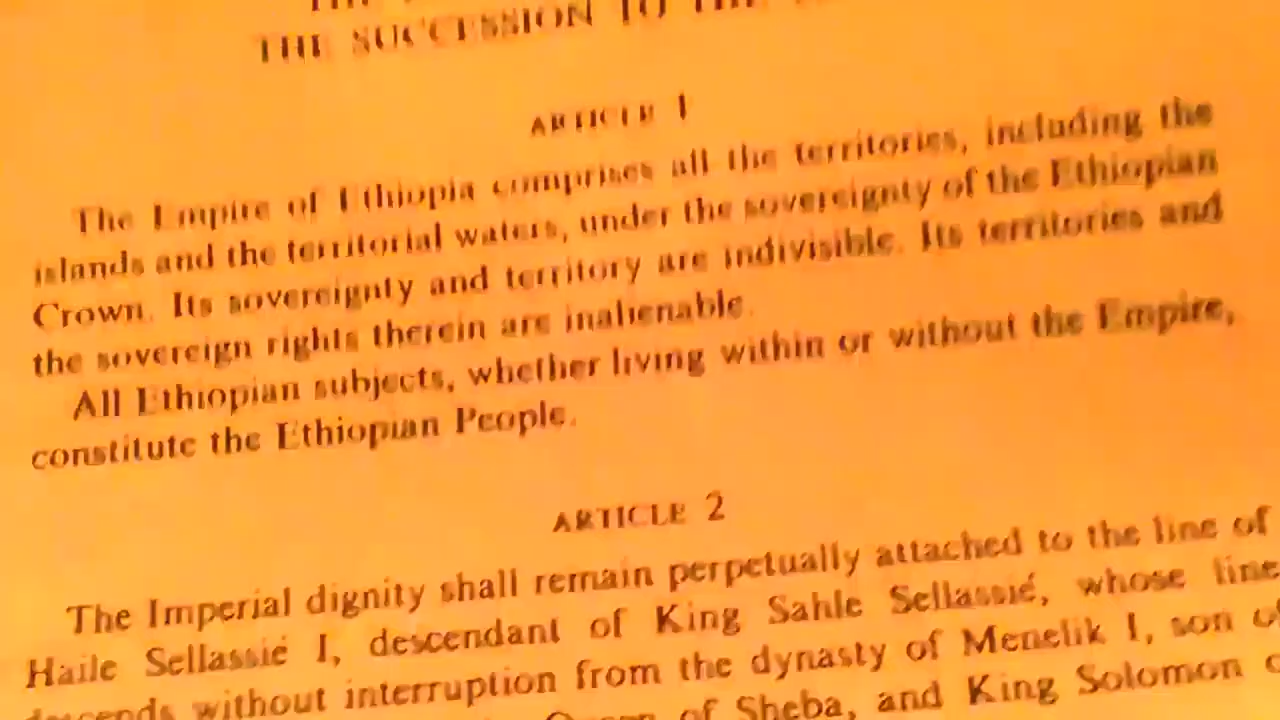 THE SUCCESSION TO THE
ARTICLE 1
The Empire of Ethiopia comprises all the territories, including the
islands and the territorial waters, under the sovereignty of the Ethiopian
Crown. Its sovereignty and territory are indivisible. Its territories and
the sovereign rights therein are inalienable.
All Ethiopian subjects, whether living within or without the Empire,
constitute the Ethiopian People.
ARTICLE 2
The Imperial dignity shall remain perpetually attached to the line of
Haile Sellassié I, descendant of King Sahle Sellassié, whose line
descends without interruption from the dynasty of Menelik I, son of
Queen of Sheba, and King Solomon